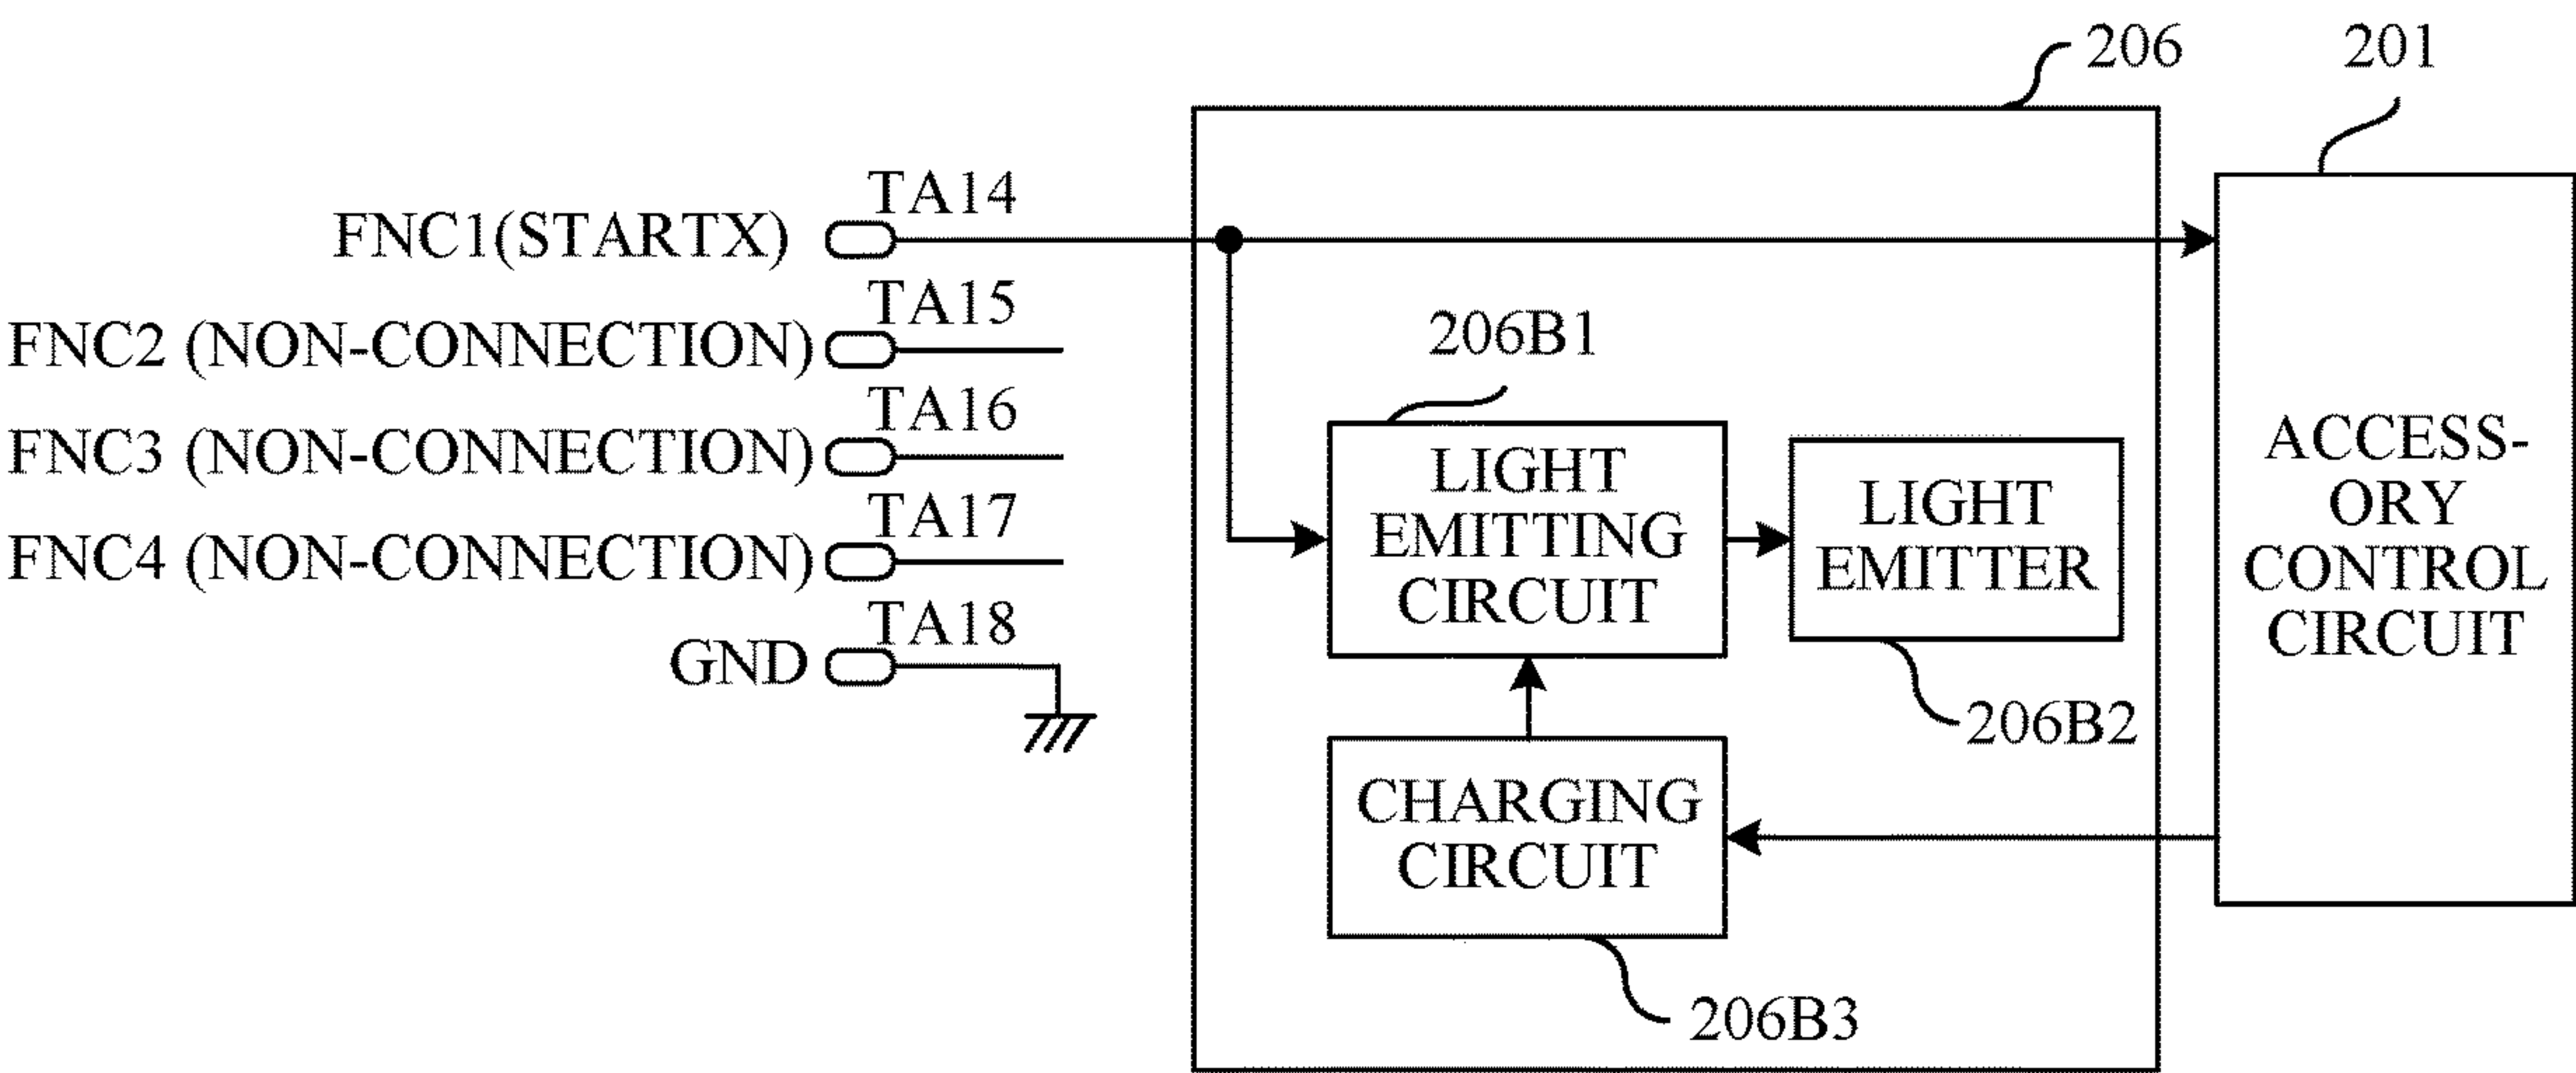 206
201
TA14
FNC1(STARTX)
TA15
FNC2 (NON-CONNECTION)
TA16
FNC3 (NON-CONNECTION)
TA17
FNC4 (NON-CONNECTION)
TA18
GND
206B1
LIGHT
EMITTING
CIRCUIT
LIGHT
EMITTER
206B2
CHARGING
CIRCUIT
206B3
ACCESS-
ORY
CONTROL
CIRCUIT